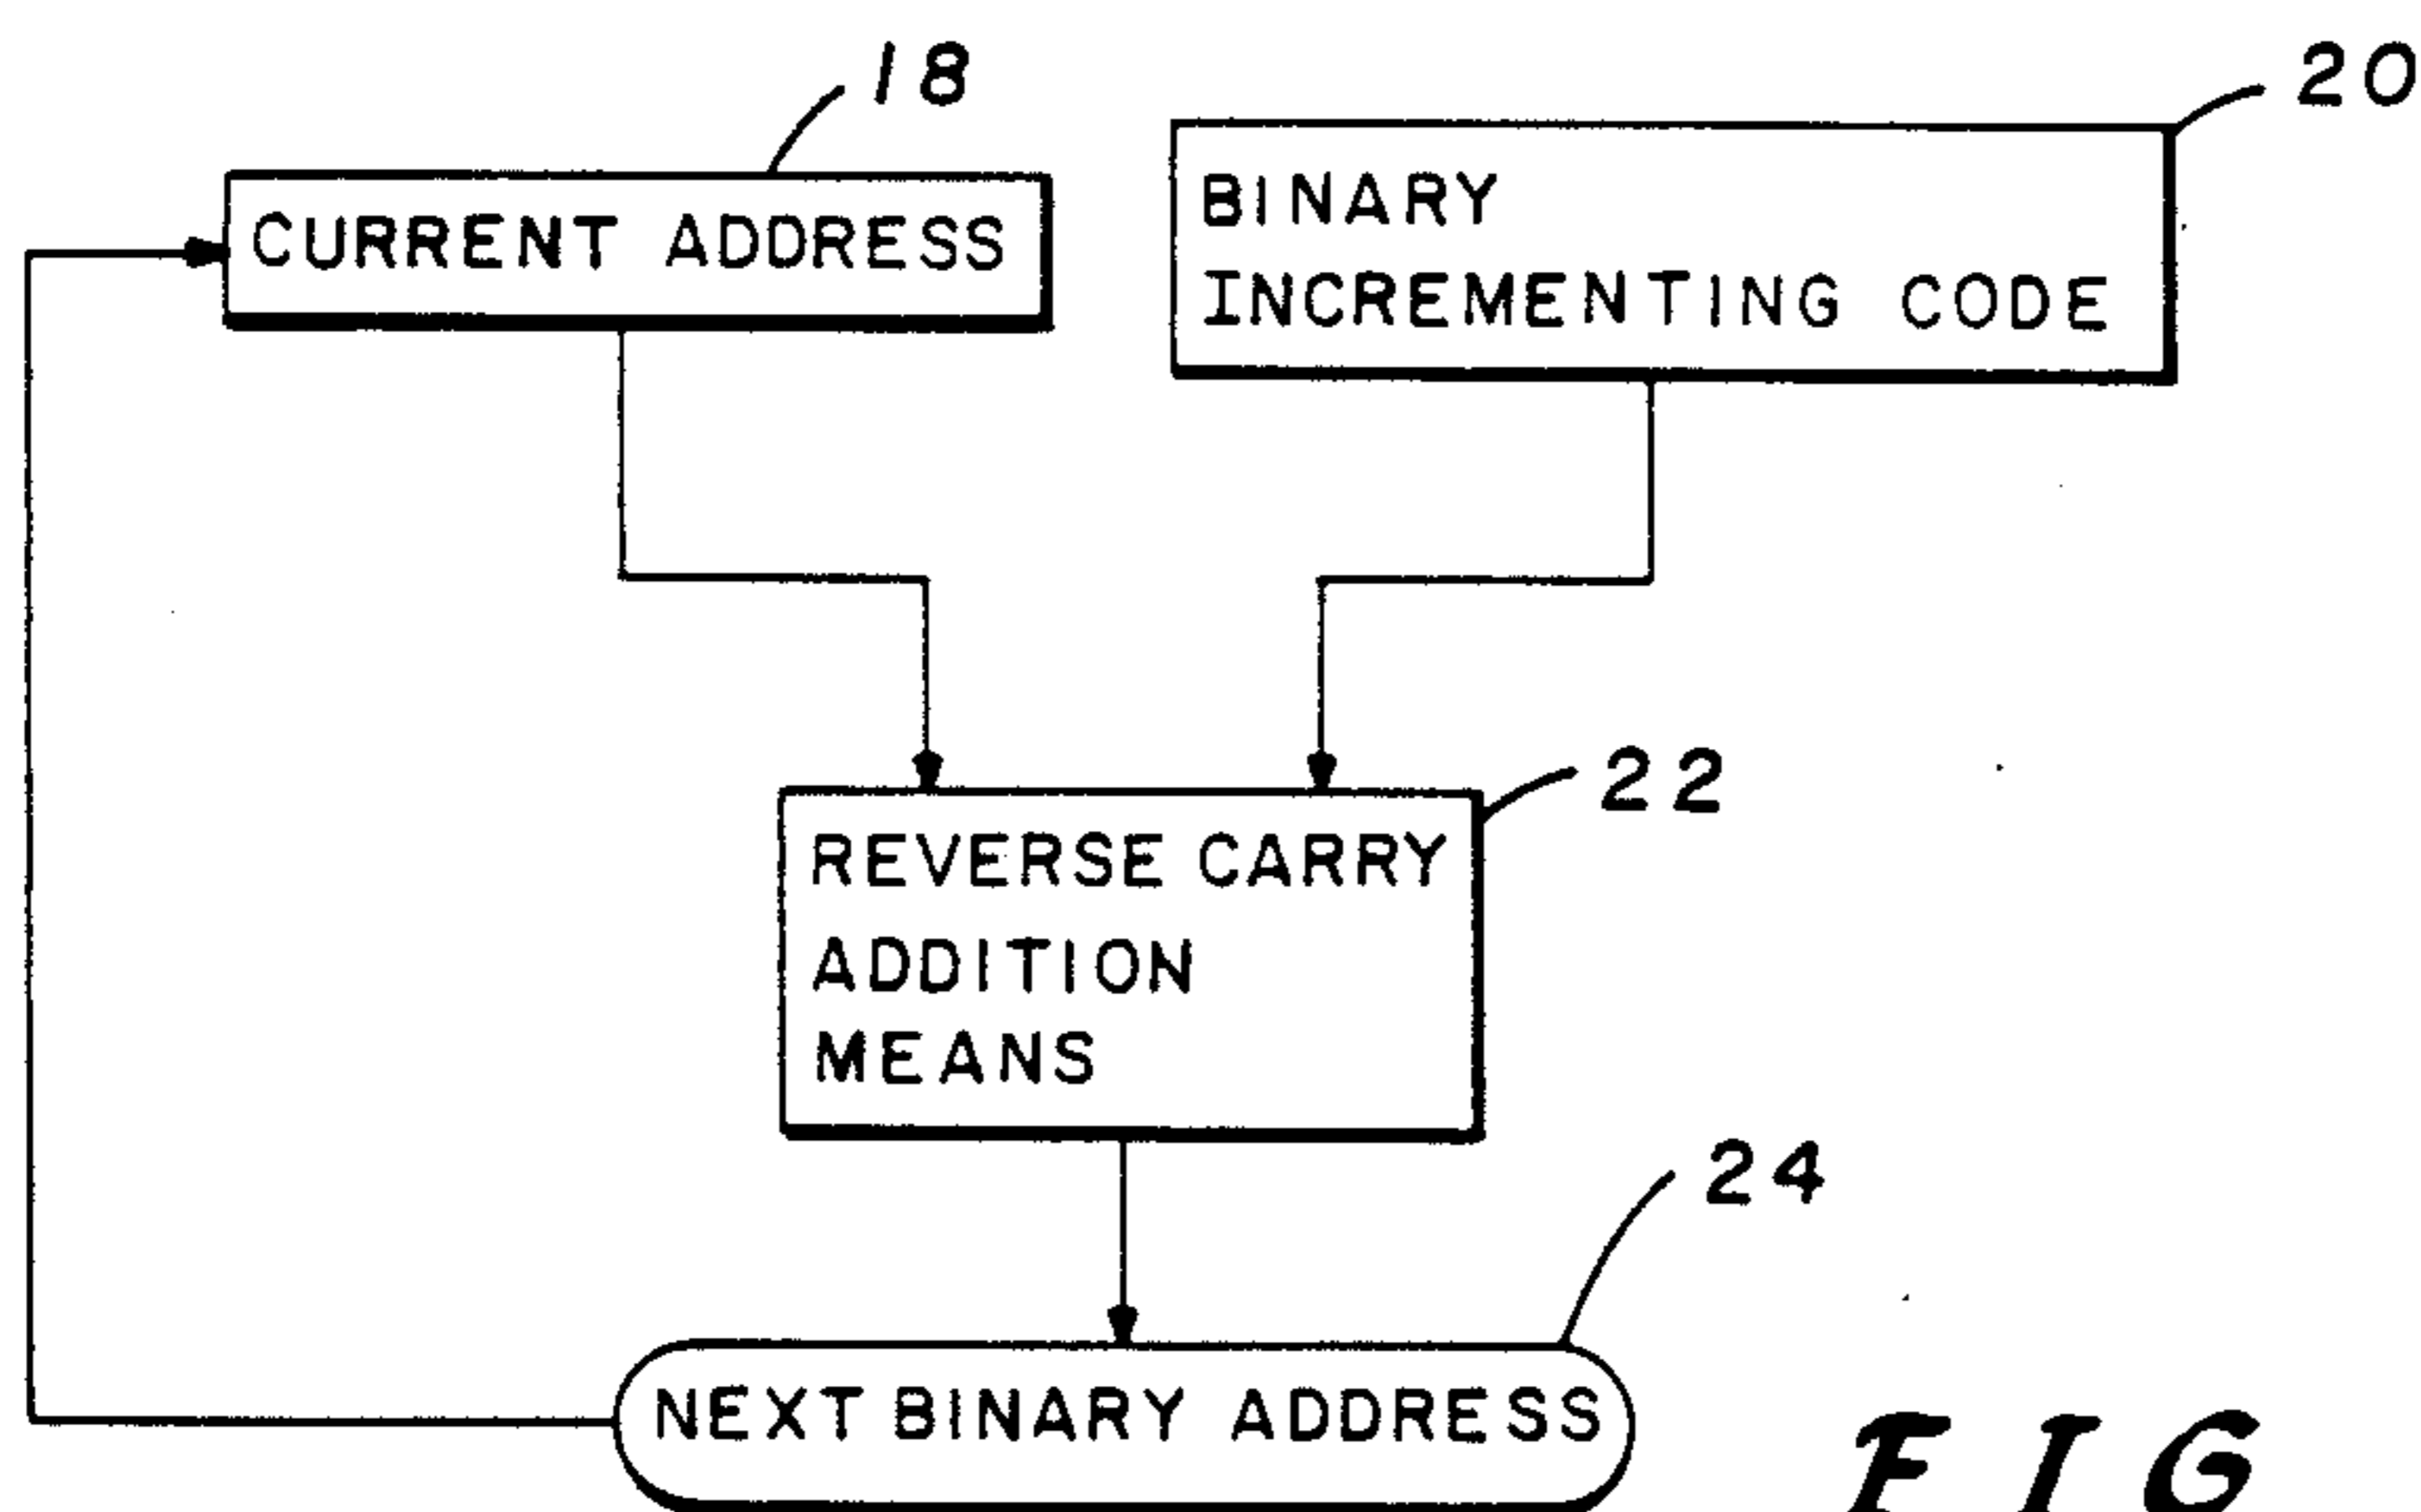 18
20
CURRENT ADDRESS
BINARY
INCREMENTING CODE
22
REVERSE CARRY
ADDITION
MEANS
24
NEXT BINARY ADDRESS
FIG